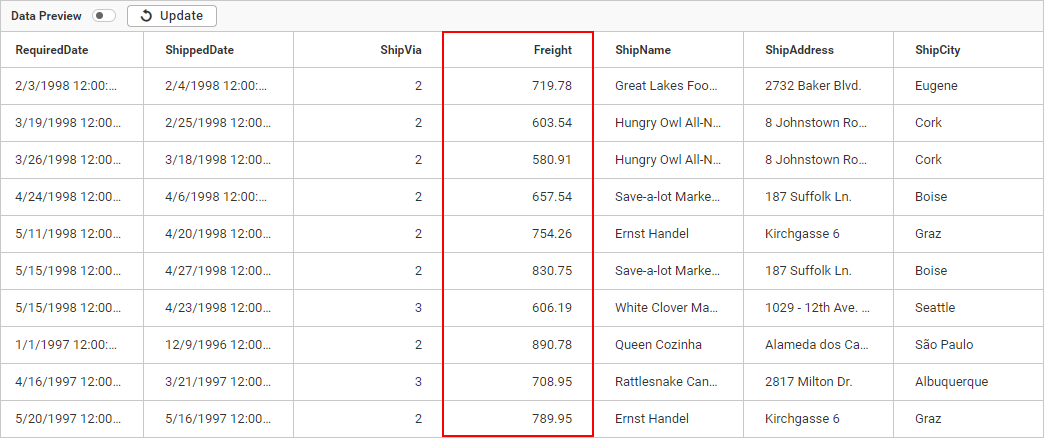 Data Preview Update
RequiredDate ShippedDate ShipVia Freight ShipName ShipAddress ShipCity
2/3/1998 12:00:... 2/4/1998 12:00:... 2 719.78 Great Lakes Foo... 2732 Baker Blvd. Eugene
3/19/1998 12:00... 2/25/1998 12:00... 2 603.54 Hungry Owl All-N... 8 Johnstown Ro... Cork
3/26/1998 12:00... 3/18/1998 12:00... 2 580.91 Hungry Owl All-N... 8 Johnstown Ro... Cork
4/24/1998 12:00... 4/6/1998 12:00:... 2 657.54 Save-a-lot Marke... 187 Suffolk Ln. Boise
5/11/1998 12:00... 4/20/1998 12:00... 2 754.26 Ernst Handel Kirchgasse 6 Graz
5/15/1998 12:00... 4/27/1998 12:00... 2 830.75 Save-a-lot Marke... 187 Suffolk Ln. Boise
5/15/1998 12:00... 4/23/1998 12:00... 3 606.19 White Clover Ma... 1029 - 12th Ave. ... Seattle
1/1/1997 12:00:... 12/9/1996 12:00... 2 890.78 Queen Cozinha Alameda dos Ca... São Paulo
4/16/1997 12:00... 3/21/1997 12:00... 3 708.95 Rattlesnake Can... 2817 Milton Dr. Albuquerque
5/20/1997 12:00... 5/16/1997 12:00... 2 789.95 Ernst Handel Kirchgasse 6 Graz